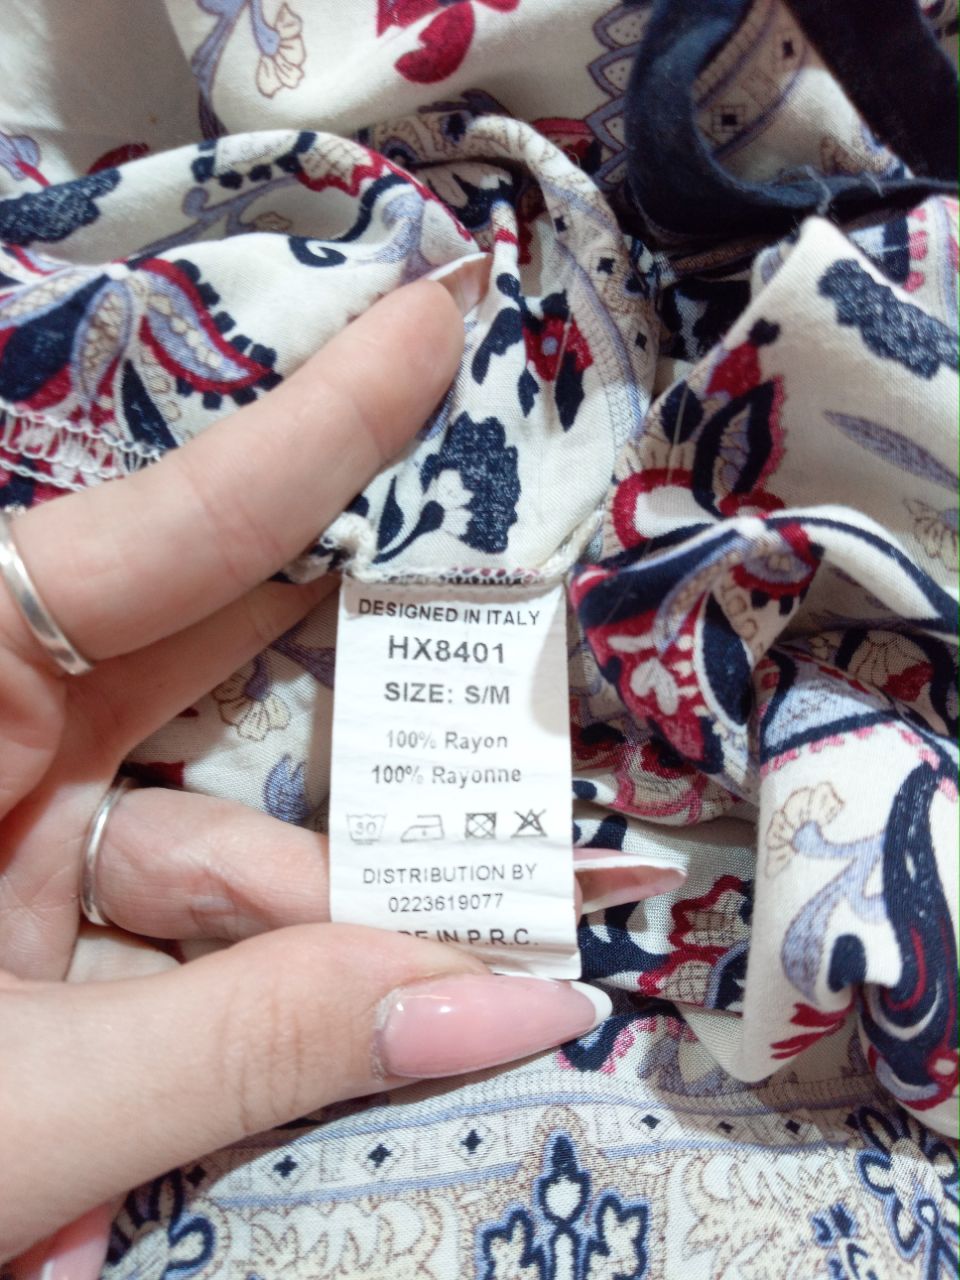 DESIGNED IN ITALY
HX8401
SIZE: S/M
100% Rayon
100% Rayonne
30
DISTRIBUTION BY
0223619077
IN P.R.C.